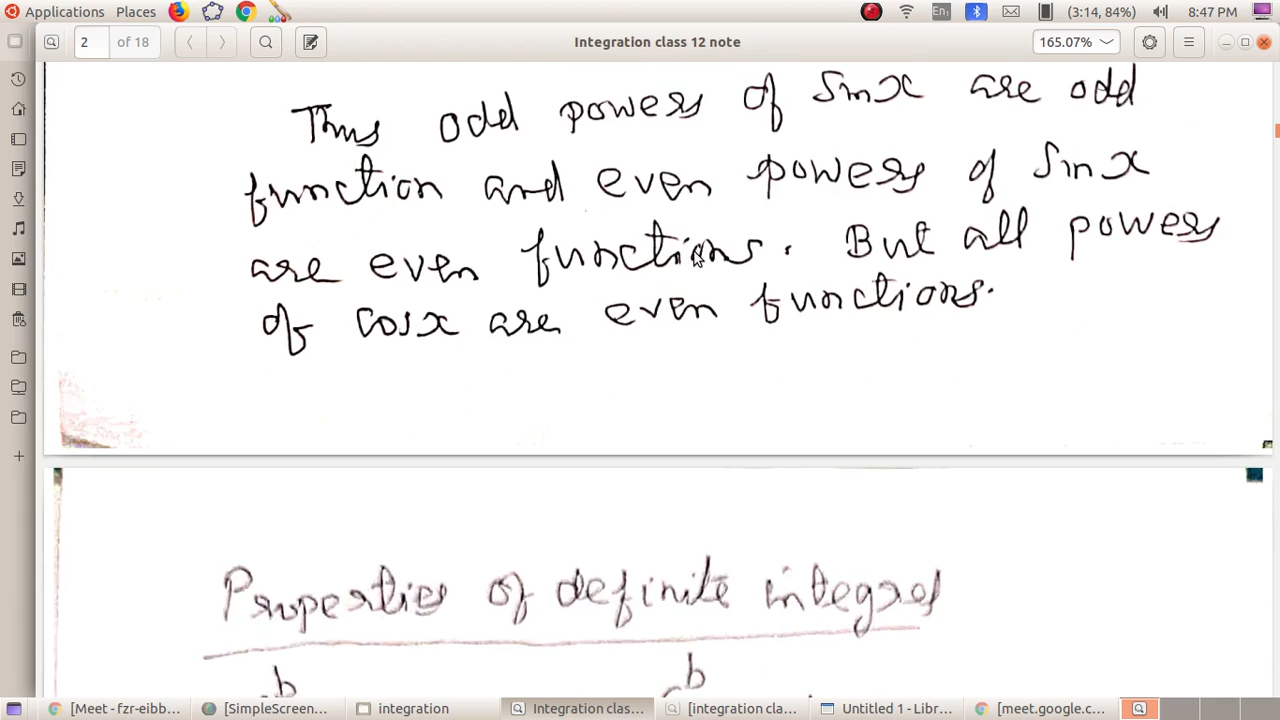 Applications Places En₁ (3:14, 84%) 8:47 PM
2 of 18 Integration class 12 note 165.07%
Thus odd powers of Sinx are odd
function and even powers of Sinx
are even functions. But all powers
of cosx are even functions.
Properties of definite integral
b b
[Meet - fzr-eibb... [SimpleScreen... integration Integration clas... [integration cla... Untitled 1 - Libr... [meet.google.c...